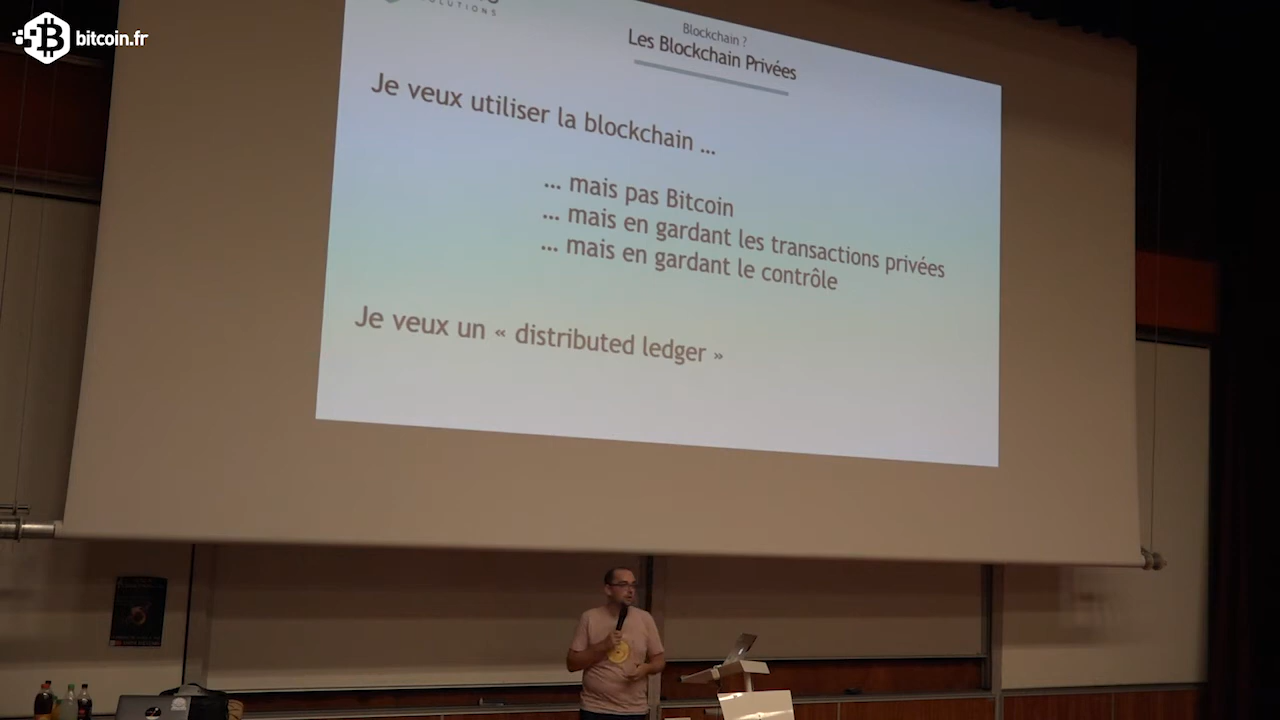 bitcoin.fr
SOLUTIONS
Blockchain ?
Les Blockchain Privées
Je veux utiliser la blockchain ...
... mais pas Bitcoin
... mais en gardant les transactions privées
... mais en gardant le contrôle
Je veux un « distributed ledger »